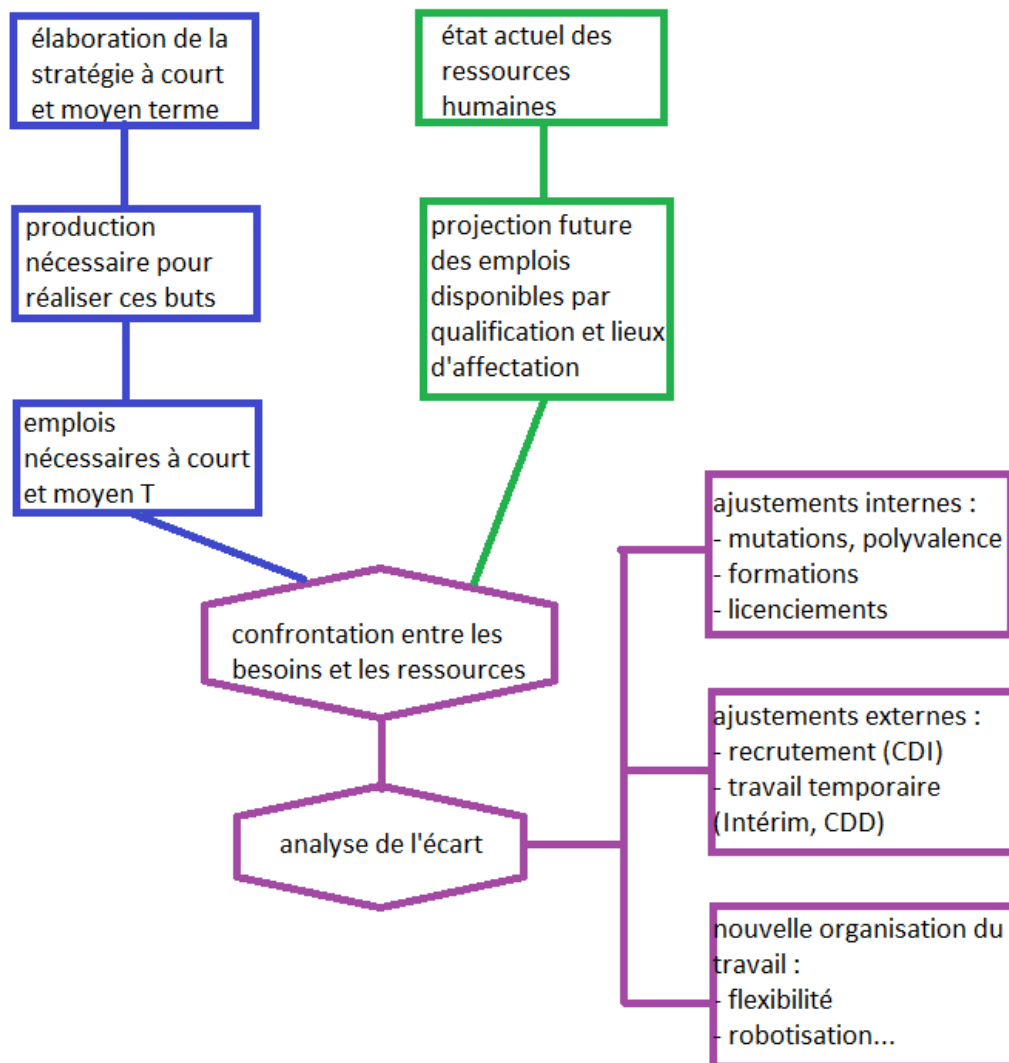 élaboration de la
stratégie à court
et moyen terme
état actuel des
ressources
humaines
production
nécessaire pour
réaliser ces buts
projection future
des emplois
disponibles par
qualification et lieux
d'affectation
emplois
nécessaires à court
et moyen T
confrontation entre les
besoins et les ressources
analyse de l'écart
ajustements internes :
- mutations, polyvalence
- formations
- licenciements
ajustements externes :
- recrutement (CDI)
- travail temporaire
(Intérim, CDD)
nouvelle organisation du
travail :
- flexibilité
- robotisation...